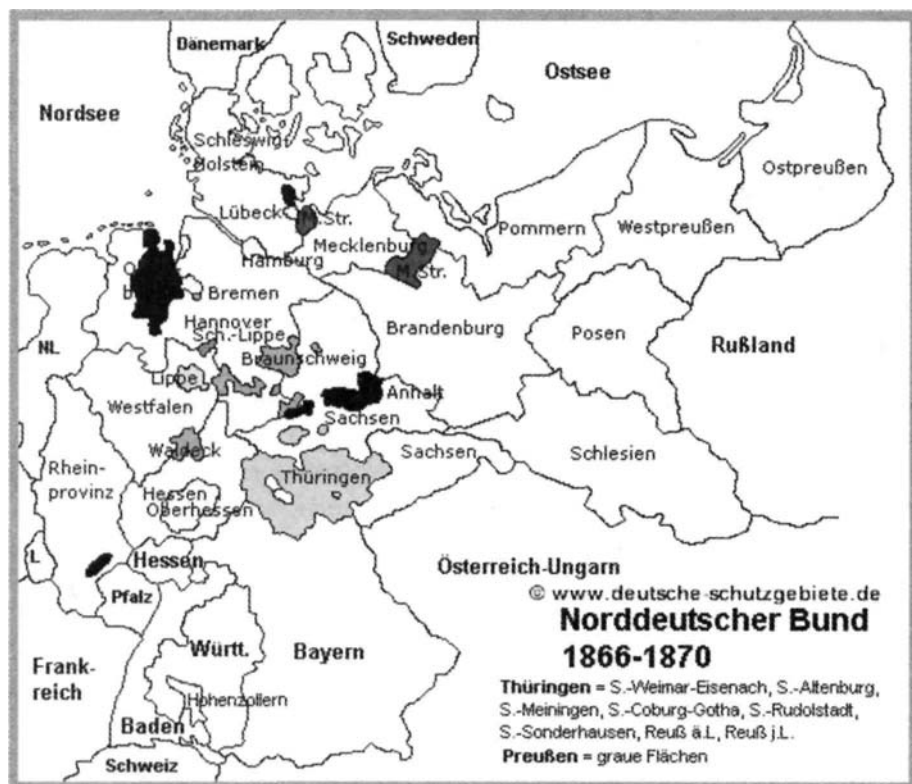 Dänemark
Schweden
Ostsee
Nordsee
Schleswig
Holstein
Ostpreußen
Lübeck
M.Str.
Pommern
Westpreußen
Mecklenburg
Hamburg
M.Str.
Bremen
Hannover
Brandenburg
Posen
Rußland
NL
Sch.-Lippe
Braunschweig
Lippe
Anhalt
Westfalen
Sachsen
Waldeck
Sachsen
Schlesien
Rhein-
provinz
Thüringen
Hessen
Oberhessen
L
Hessen
Österreich-Ungarn
Pfalz
© www.deutsche-schutzgebiete.de
Norddeutscher Bund
1866-1870
Württ.
Bayern
Frank-
reich
Hohenzollern
Baden
Schweiz
Thüringen = S.-Weimar-Eisenach, S.-Altenburg,
S.-Meiningen, S.-Coburg-Gotha, S.-Rudolstadt,
S.-Sonderhausen, Reuß ä.L, Reuß j.L.
Preußen = graue Flächen